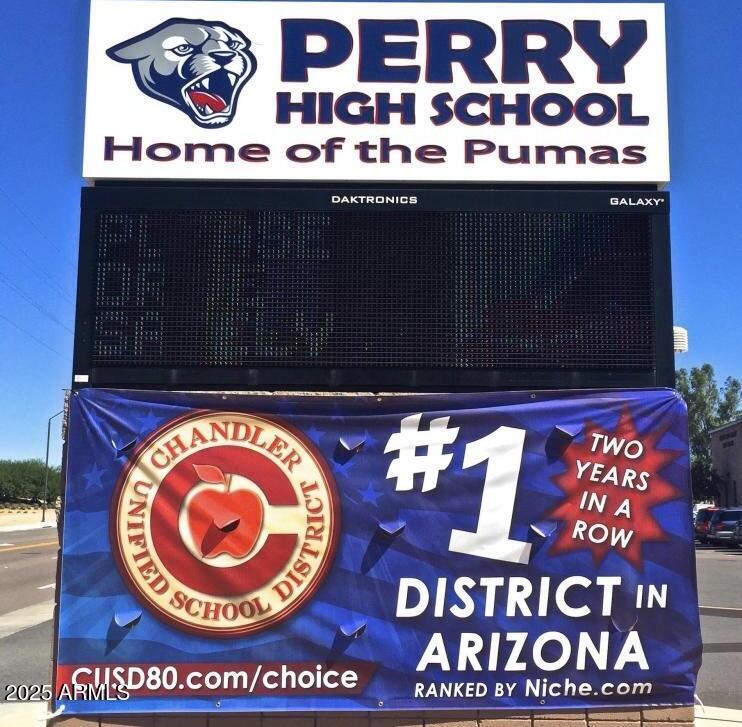 PERRY
HIGH SCHOOL
Home of the Pumas
DAKTRONICS
GALAXY®
CHANDLER
UNIFIED SCHOOL DISTRICT
#1
TWO
YEARS
IN A
ROW
DISTRICT IN
ARIZONA
RANKED BY Niche.com
CUSD80.com/choice
2025 ARMLS